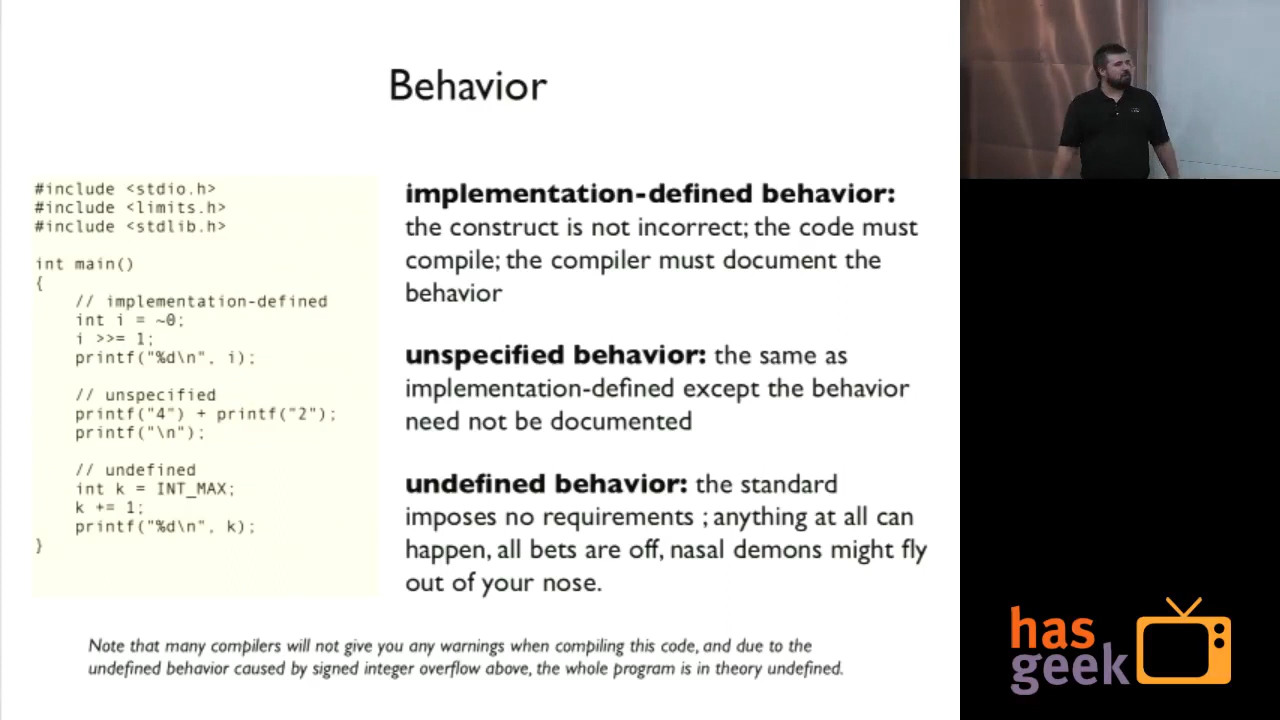 Behavior
#include <stdio.h>
#include <limits.h>
#include <stdlib.h>
int main()
{
// implementation-defined
int i = ~0;
i >>= 1;
printf("%d\n", i);
// unspecified
printf("4") + printf("2");
printf("\n");
// undefined
int k = INT_MAX;
k += 1;
printf("%d\n", k);
}
implementation-defined behavior:
the construct is not incorrect; the code must
compile; the compiler must document the
behavior
unspecified behavior: the same as
implementation-defined except the behavior
need not be documented
undefined behavior: the standard
imposes no requirements ; anything at all can
happen, all bets are off, nasal demons might fly
out of your nose.
Note that many compilers will not give you any warnings when compiling this code, and due to the
undefined behavior caused by signed integer overflow above, the whole program is in theory undefined.
has
geek